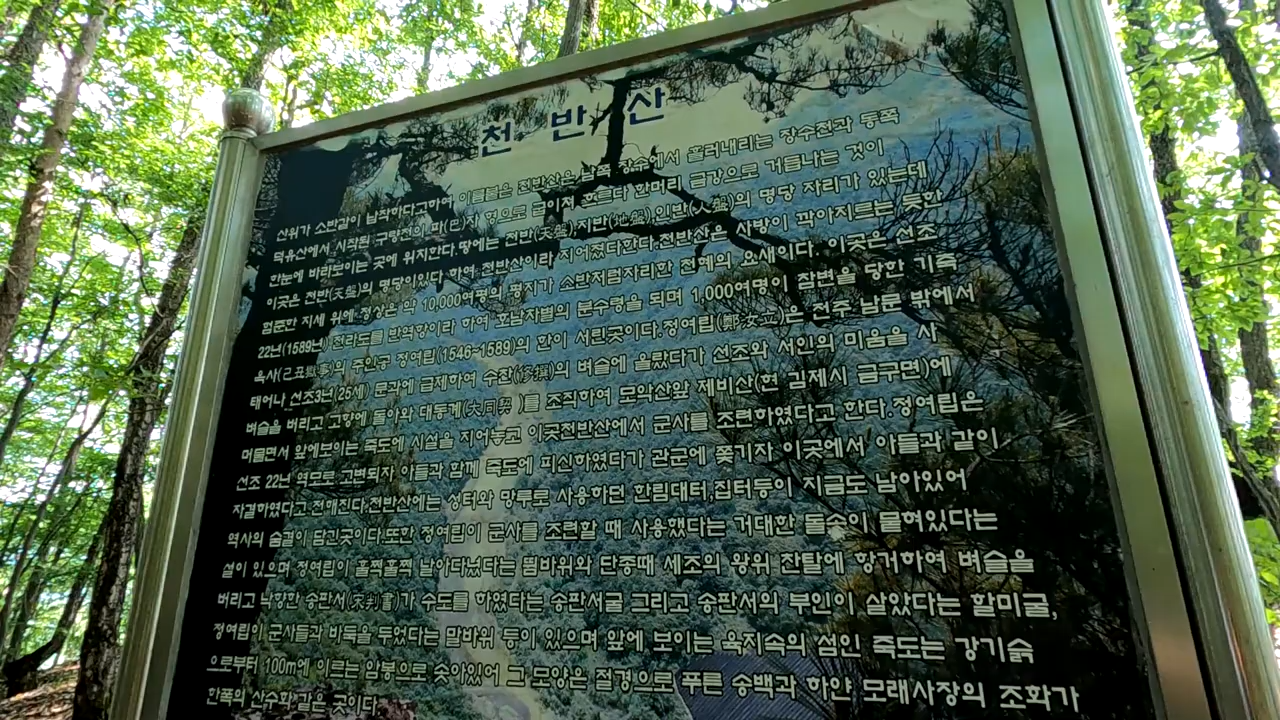 천 반 산
산위가 소반같이 납작하다고하여 이름붙은 천반산은 남쪽 장수에서 흘러내리는 장수천과 동쪽
덕유산에서 시작된 구량천이 파(巴)자 형으로 굽이쳐 흐르다 한머리 금강으로 거듭나는 것이
한눈에 바라보이는 곳에 위치한다.땅에는 천반(天盤),지반(地盤),인반(人盤)의 명당 자리가 있는데
이곳은 천반(天盤)의 명당이있다 하여 천반산이라 지어졌다한다.천반산은 사방이 깍아지르는 듯한
험준한 지세 위에 정상은 약 10,000여평의 평지가 소반처럼자리한 천혜의 요새이다. 이곳은 선조
22년(1589년) 전라도를 반역향이라 하여 호남차별의 분수령을 되며 1,000여명이 참변을 당한 기축
옥사(己丑獄事)의 주인공 정여립(1546~1589)의 한이 서린곳이다.정여립(鄭汝立)은 전주 남문 밖에서
태어나 선조3년(25세) 문과에 급제하여 수찬(修撰)의 벼슬에 올랐다가 선조와 서인의 미움을 사
벼슬을 버리고 고향에 돌아와 대동계(大同契 )를 조직하여 모악산앞 제비산(현 김제시 금구면)에
머물면서 앞에보이는 죽도에 시설을 지어놓고 이곳천반산에서 군사를 조련하였다고 한다.정여립은
선조 22년 역모로 고변되자 아들과 함께 죽도에 피신하였다가 관군에 쫒기자 이곳에서 아들과 같이
자결하였다고 전해진다.천반산에는 성터와 망루로 사용하던 한림대터,집터등이 지금도 남아있어
역사의 숨결이 담긴곳이다.또한 정여립이 군사를 조련할 때 사용했다는 거대한 돌솥이 묻혀있다는
설이 있으며 정여립이 훌쩍훌쩍 날아다녔다는 뜀바위와 단종때 세조의 왕위 찬탈에 항거하여 벼슬을
버리고 낙향한 송판서(宋判書)가 수도를 하였다는 송판서굴 그리고 송판서의 부인이 살았다는 할미굴,
정여립이 군사들과 바둑을 두었다는 말바위 등이 있으며 앞에 보이는 육지속의 섬인 죽도는 강기슭
으로부터 100m에 이르는 암봉으로 솟아있어 그 모양은 절경으로 푸른 송백과 하얀 모래사장의 조화가
한폭의 산수화 같은 곳이다